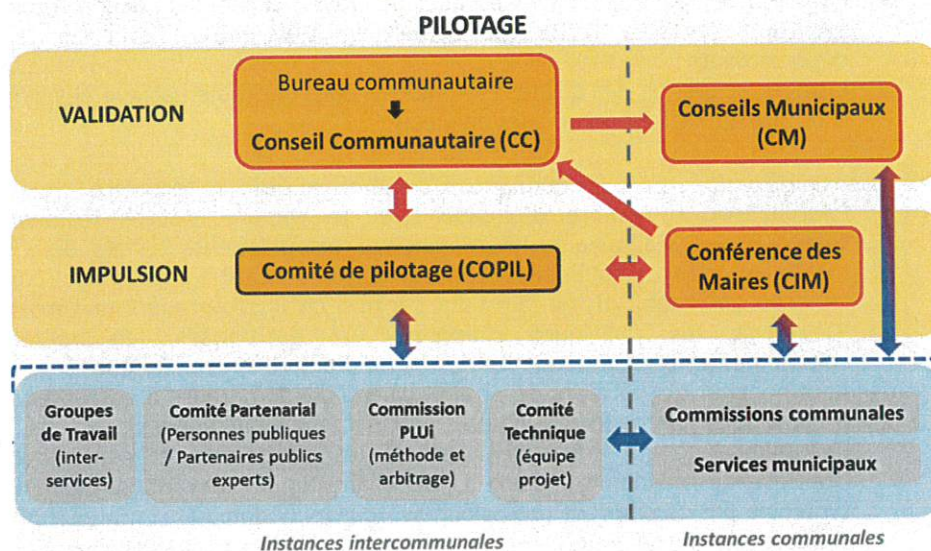 PILOTAGE
VALIDATION
Bureau communautaire
Conseil Communautaire (CC)
Conseils Municipaux
(CM)
IMPULSION
Comité de pilotage (COPIL)
Conférence des
Maires (CIM)
Groupes
de Travail
(inter-
services)
Comité Partenarial
(Personnes publiques
/ Partenaires publics
experts)
Commission
PLUi
(méthode et
arbitrage)
Comité
Technique
(équipe
projet)
Commissions communales
Services municipaux
Instances intercommunales
Instances communales